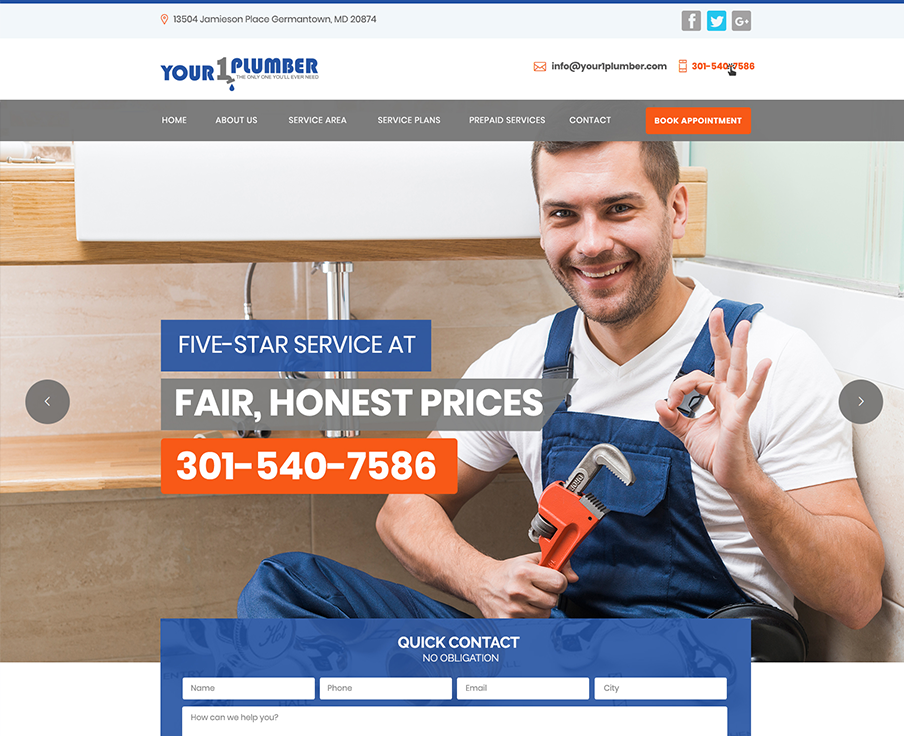 13504 Jamieson Place Germantown, MD 20874
f
G+
YOUR 1 PLUMBER
THE ONLY ONE YOU'LL EVER NEED
info@your1plumber.com
301-540-7586
HOME
ABOUT US
SERVICE AREA
SERVICE PLANS
PREPAID SERVICES
CONTACT
BOOK APPOINTMENT
FIVE-STAR SERVICE AT
FAIR, HONEST PRICES
301-540-7586
QUICK CONTACT
NO OBLIGATION
Name
Phone
Email
City
How can we help you?